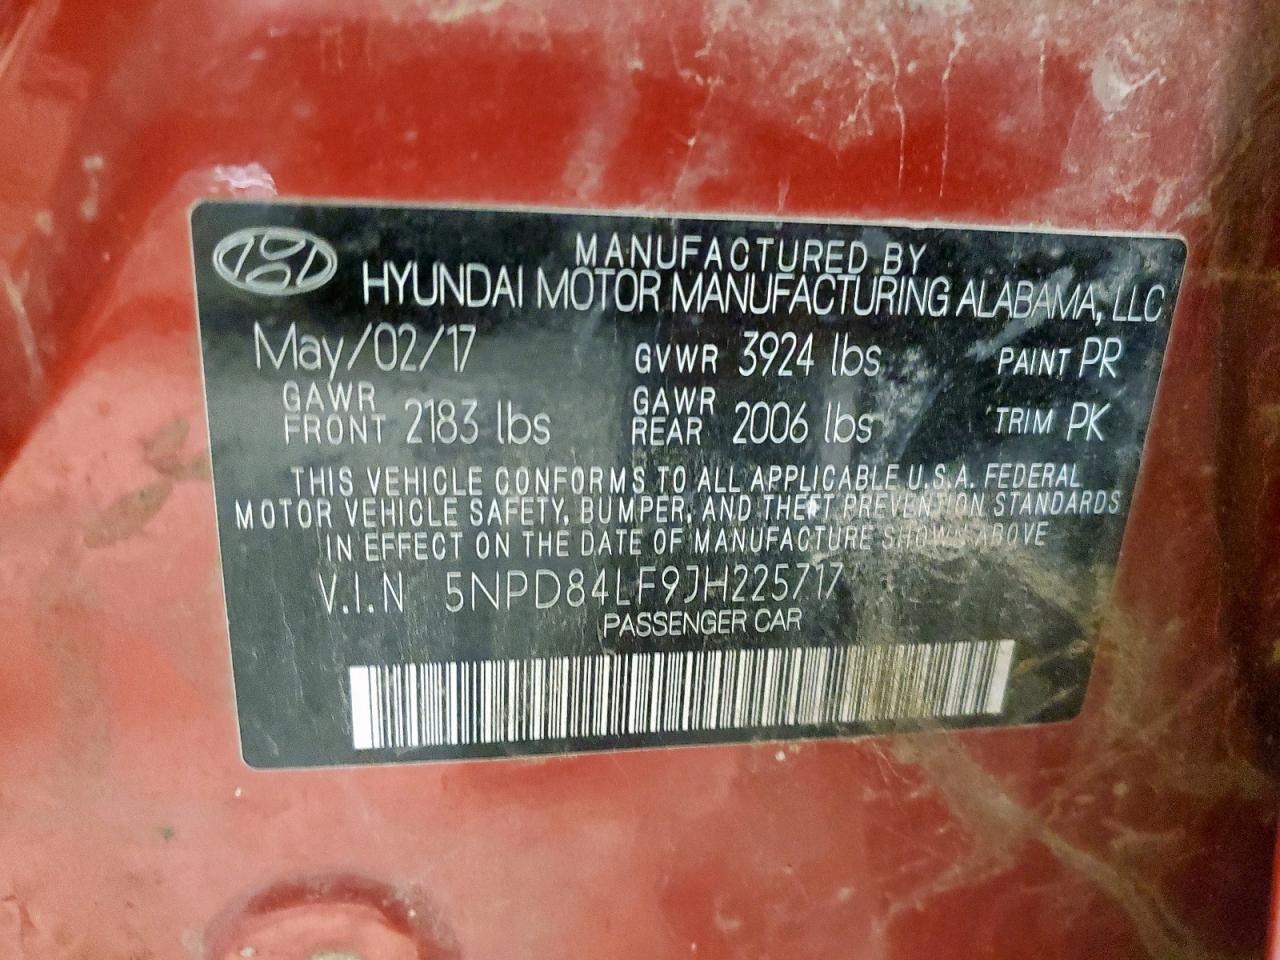 MANUFACTURED BY
HYUNDAI MOTOR MANUFACTURING ALABAMA, LLC
May/02/17 GVWR 3924 lbs PAINT PR
GAWR FRONT 2183 lbs GAWR REAR 2006 lbs TRIM PK
THIS VEHICLE CONFORMS TO ALL APPLICABLE U.S.A. FEDERAL
MOTOR VEHICLE SAFETY, BUMPER, AND THEFT PREVENTION STANDARDS
IN EFFECT ON THE DATE OF MANUFACTURE SHOWN ABOVE
V.I.N 5NPD84LF9JH225717
PASSENGER CAR